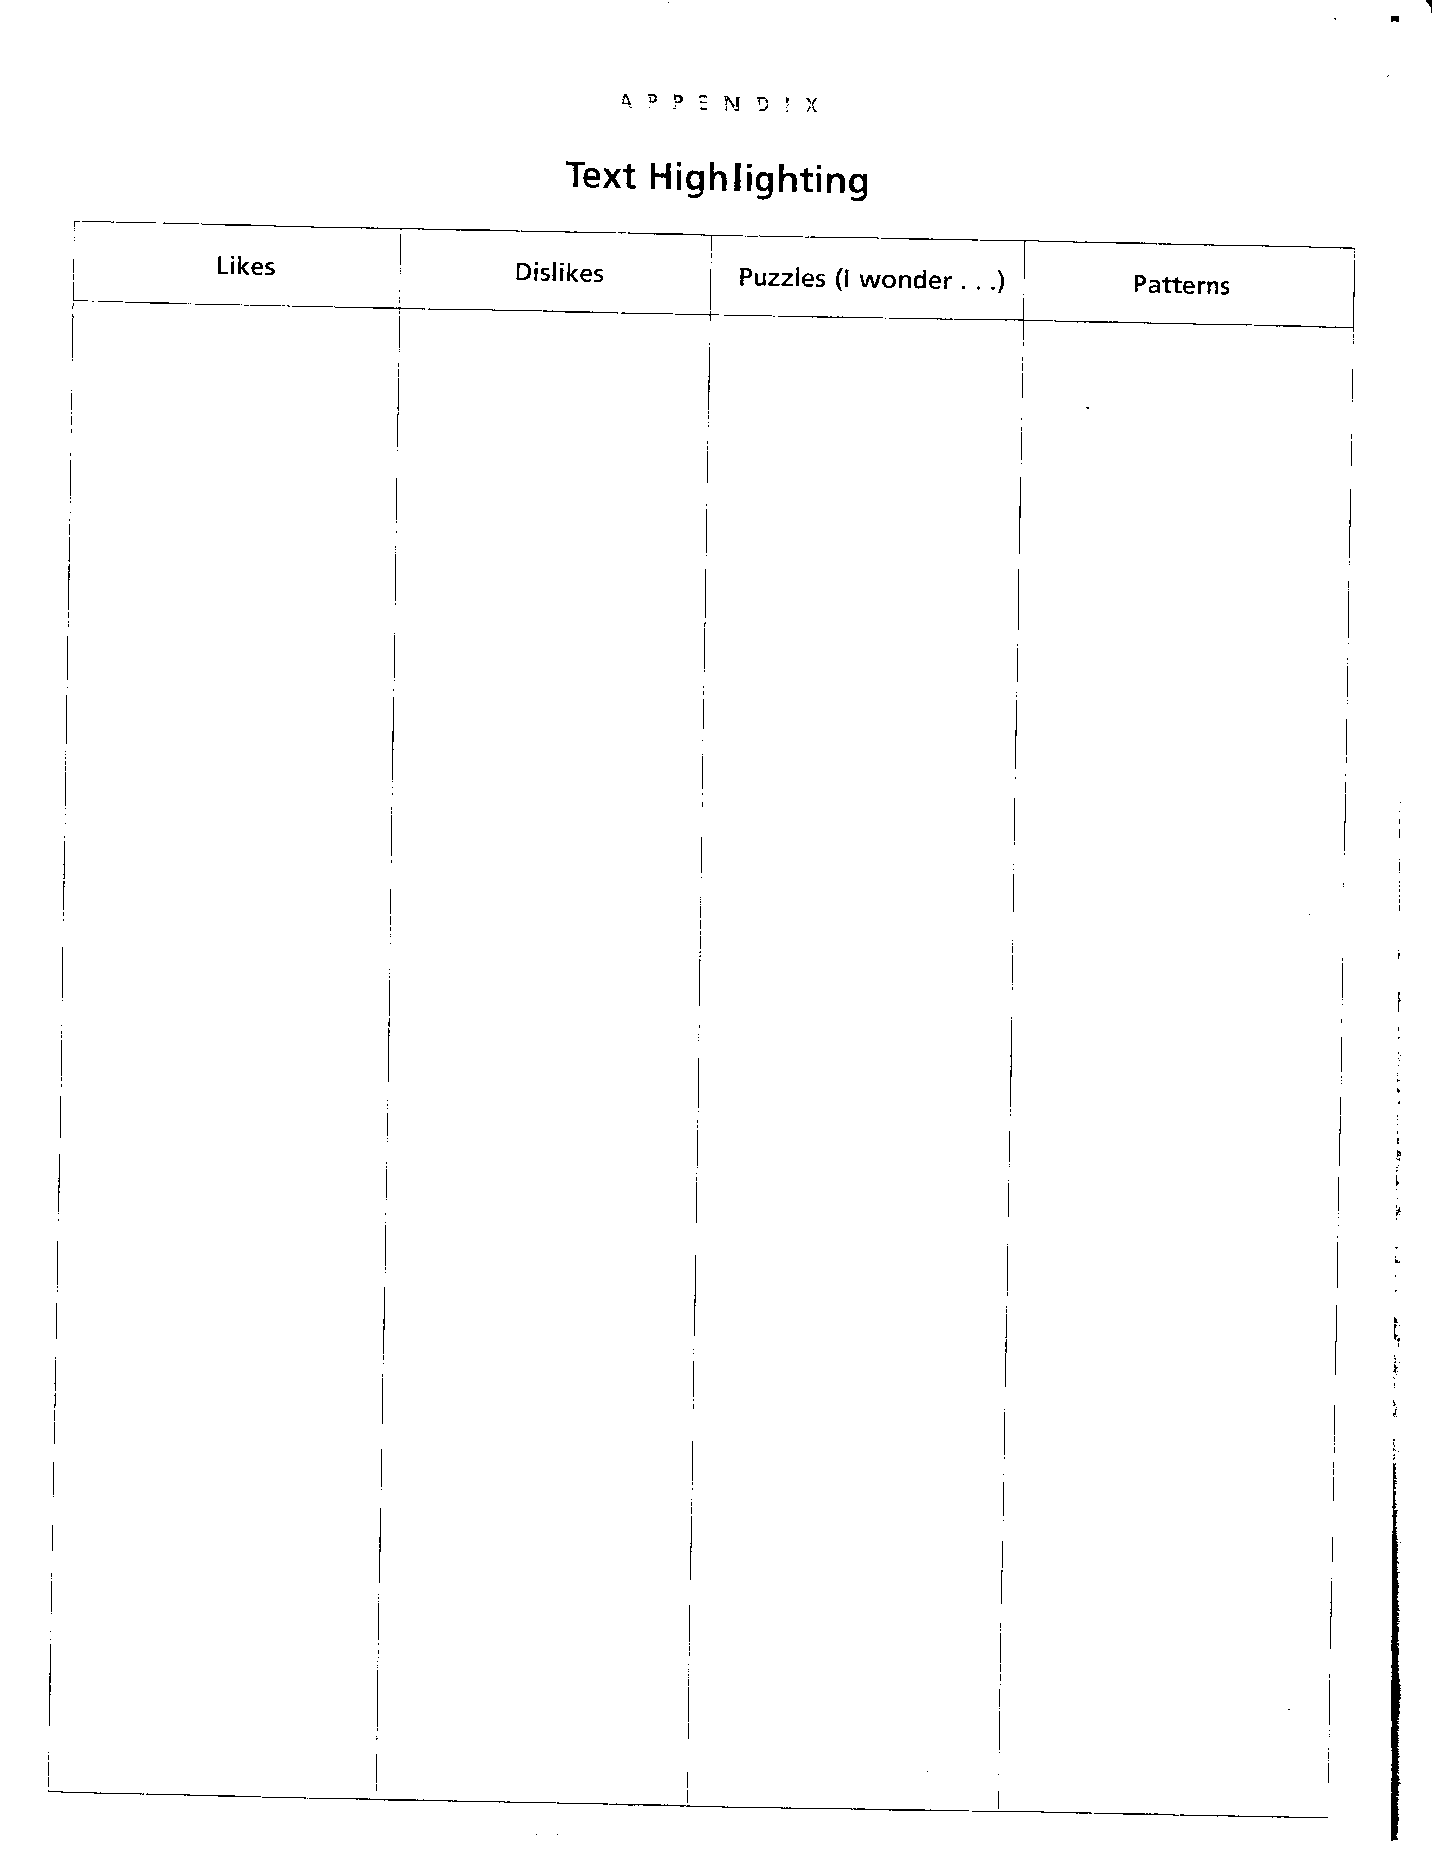 APPENDIX
Text Highlighting
Likes Dislikes Puzzles (I wonder . . .) Patterns